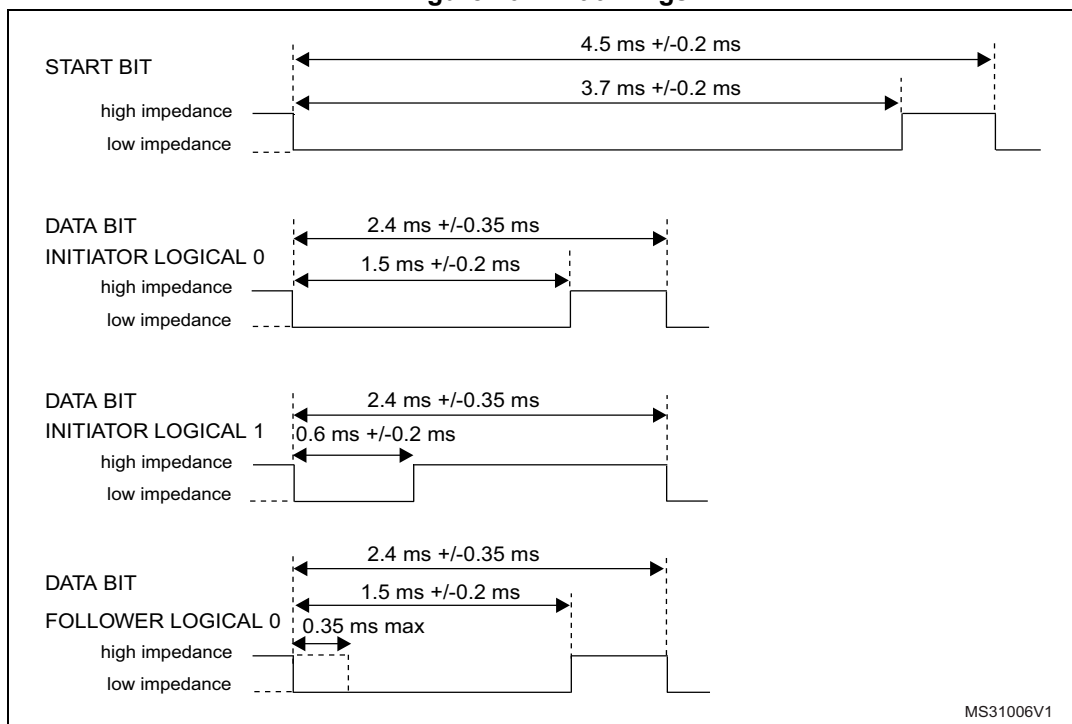 START BIT
4.5 ms +/-0.2 ms
3.7 ms +/-0.2 ms
high impedance
low impedance
DATA BIT
INITIATOR LOGICAL 0
2.4 ms +/-0.35 ms
1.5 ms +/-0.2 ms
high impedance
low impedance
DATA BIT
INITIATOR LOGICAL 1
2.4 ms +/-0.35 ms
0.6 ms +/-0.2 ms
high impedance
low impedance
DATA BIT
FOLLOWER LOGICAL 0
2.4 ms +/-0.35 ms
1.5 ms +/-0.2 ms
0.35 ms max
high impedance
low impedance
MS31006V1